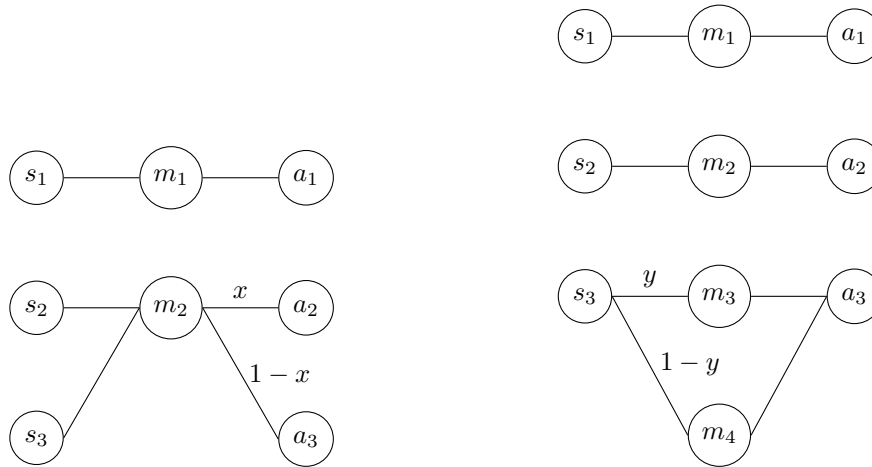 s₁ m₁ a₁
s₂ m₂ x a₂
1 − x
s₃ a₃
s₁ m₁ a₁
s₂ m₂ a₂
s₃ y m₃ a₃
1 − y
m₄